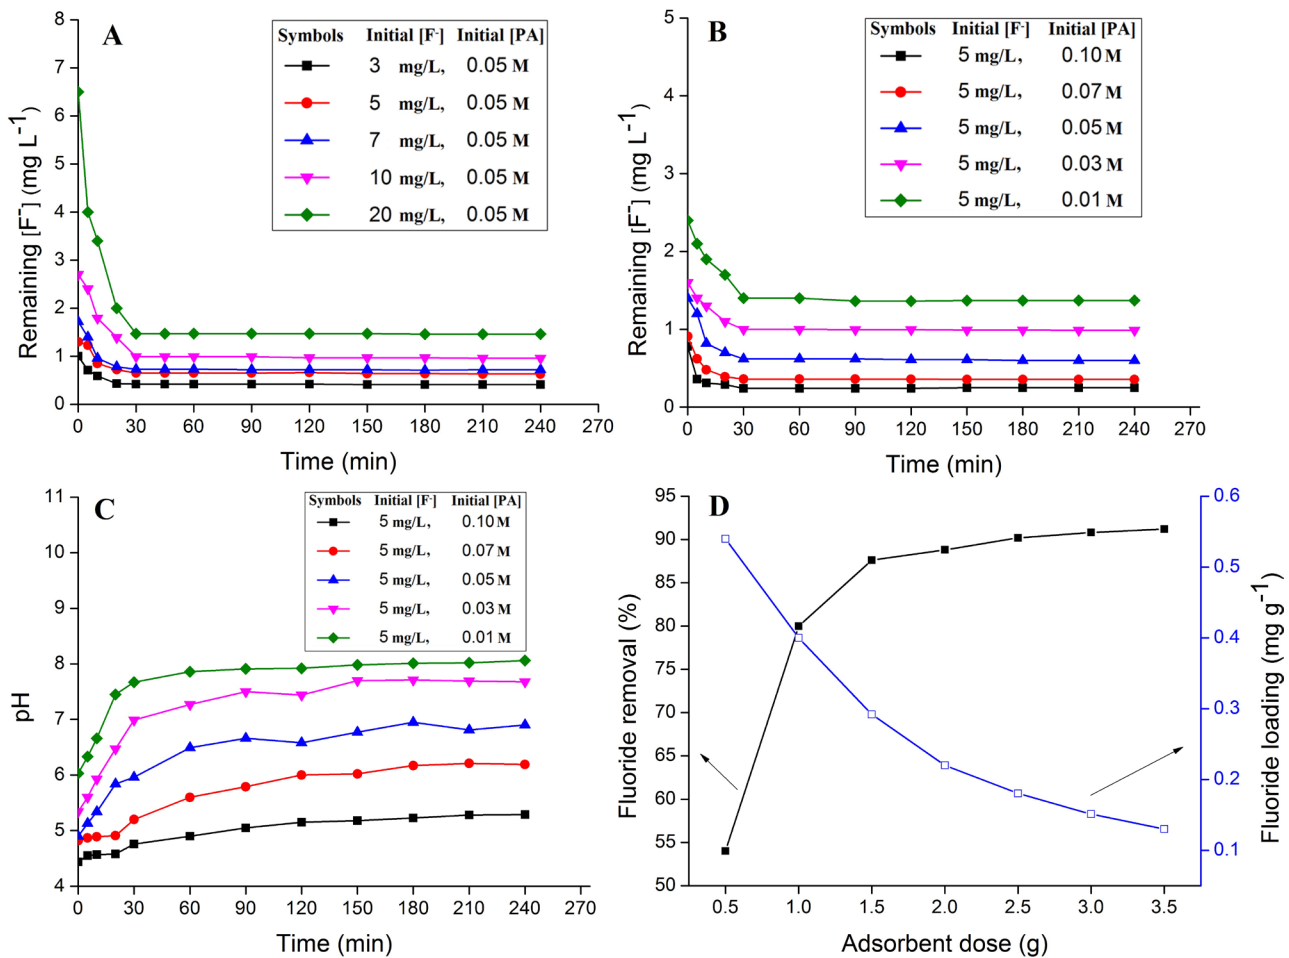 A
Symbols Initial [F-] Initial [PA]
3 mg/L, 0.05 M
5 mg/L, 0.05 M
7 mg/L, 0.05 M
10 mg/L, 0.05 M
20 mg/L, 0.05 M
Remaining [F-] (mg L-1)
8
7
6
5
4
3
2
1
0
0 30 60 90 120 150 180 210 240 270
Time (min)
B
Symbols Initial [F-] Initial [PA]
5 mg/L, 0.10 M
5 mg/L, 0.07 M
5 mg/L, 0.05 M
5 mg/L, 0.03 M
5 mg/L, 0.01 M
Remaining [F-] (mg L-1)
5
4
3
2
1
0
0 30 60 90 120 150 180 210 240 270
Time (min)
C
Symbols Initial [F-] Initial [PA]
5 mg/L, 0.10 M
5 mg/L, 0.07 M
5 mg/L, 0.05 M
5 mg/L, 0.03 M
5 mg/L, 0.01 M
pH
11
10
9
8
7
6
5
4
0 30 60 90 120 150 180 210 240 270
Time (min)
D
Fluoride removal (%)
95
90
85
80
75
70
65
60
55
50
0.6
0.5
0.4
0.3
0.2
0.1
Fluoride loading (mg g-1)
0.5 1.0 1.5 2.0 2.5 3.0 3.5
Adsorbent dose (g)